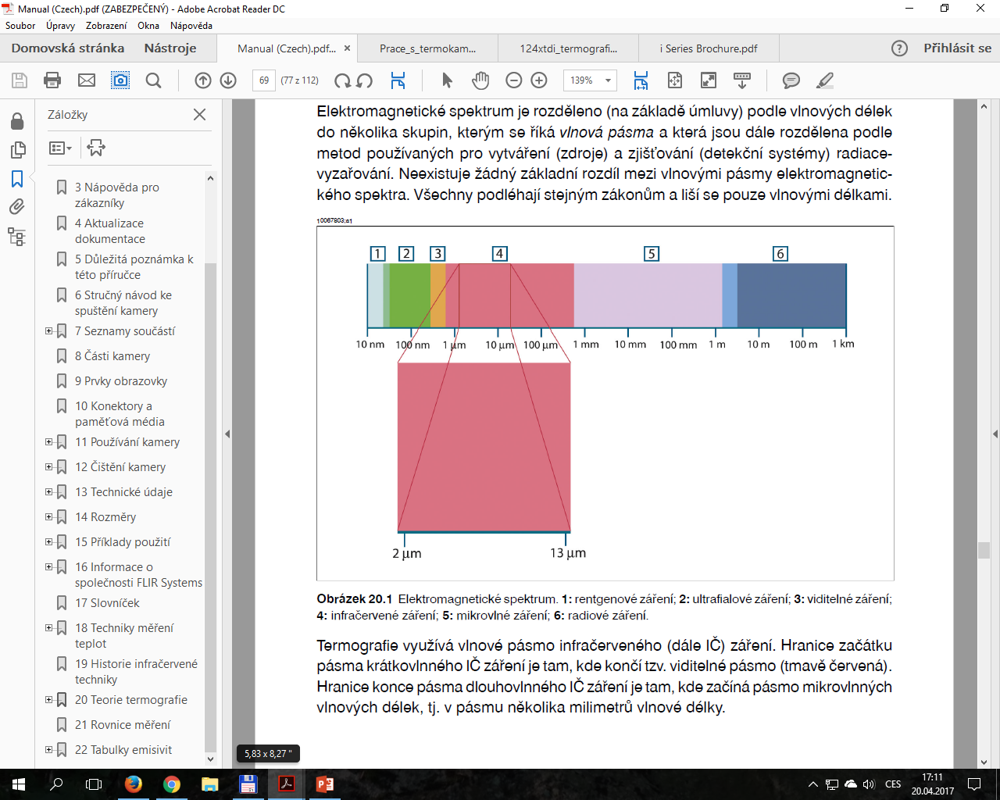 Manual (Czech).pdf (ZABEZPEČENÝ) - Adobe Acrobat Reader DC
Soubor Úpravy Zobrazení Okna Nápověda
Domovská stránka Nástroje Manual (Czech).pdf... × Prace_s_termokam... 124xtdi_termografi... i Series Brochure.pdf Přihlásit se
69 (77 z 112) 139%
Záložky
3 Nápověda pro
zákazníky
4 Aktualizace
dokumentace
5 Důležitá poznámka k
této příručce
6 Stručný návod ke
spuštění kamery
7 Seznamy součástí
8 Části kamery
9 Prvky obrazovky
10 Konektory a
paměťová média
11 Používání kamery
12 Čištění kamery
13 Technické údaje
14 Rozměry
15 Příklady použití
16 Informace o
společnosti FLIR Systems
17 Slovníček
18 Techniky měření
teplot
19 Historie infračervené
techniky
20 Teorie termografie
21 Rovnice měření
22 Tabulky emisivit
Elektromagnetické spektrum je rozděleno (na základě úmluvy) podle vlnových délek
do několika skupin, kterým se říká vlnová pásma a která jsou dále rozdělena podle
metod používaných pro vytváření (zdroje) a zjišťování (detekční systémy) radiace-
vyzařování. Neexistuje žádný základní rozdíl mezi vlnovými pásmy elektromagnetic-
kého spektra. Všechny podléhají stejným zákonům a liší se pouze vlnovými délkami.
10067803;a1
1 2 3 4 5 6
10 nm 100 nm 1 µm 10 µm 100 µm 1 mm 10 mm 100 mm 1 m 10 m 100 m 1 km
2 µm 13 µm
Obrázek 20.1 Elektromagnetické spektrum. 1: rentgenové záření; 2: ultrafialové záření; 3: viditelné záření;
4: infračervené záření; 5: mikrovlné záření; 6: radiové záření.
Termografie využívá vlnové pásmo infračerveného (dále IČ) záření. Hranice začátku
pásma krátkovlnného IČ záření je tam, kde končí tzv. viditelné pásmo (tmavě červená).
Hranice konce pásma dlouhovlnného IČ záření je tam, kde začíná pásmo mikrovlnných
vlnových délek, tj. v pásmu několika milimetrů vlnové délky.
5,83 x 8,27 "
CES 17:11
20.04.2017